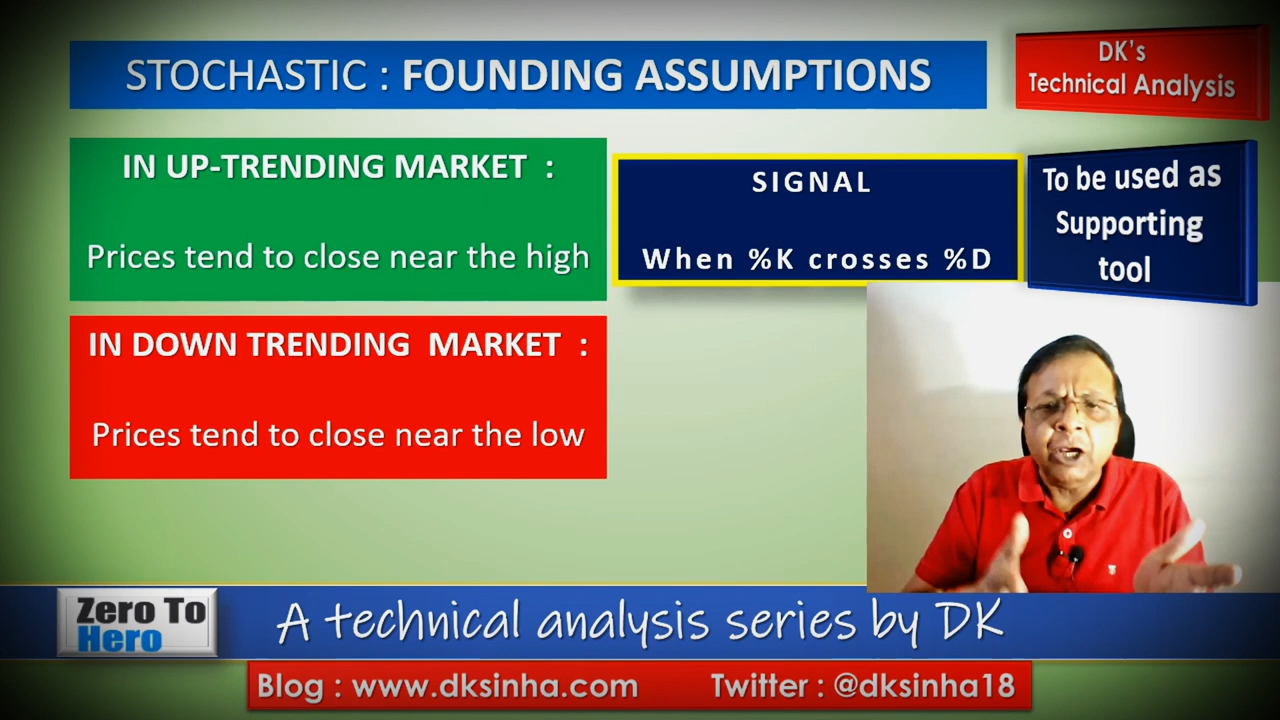 STOCHASTIC : FOUNDING ASSUMPTIONS
DK's
Technical Analysis
IN UP-TRENDING MARKET :
Prices tend to close near the high
SIGNAL
When %K crosses %D
To be used as
Supporting
tool
IN DOWN TRENDING MARKET :
Prices tend to close near the low
Zero To
Hero
A technical analysis series by DK
Blog : www.dksinha.com Twitter : @dksinha18